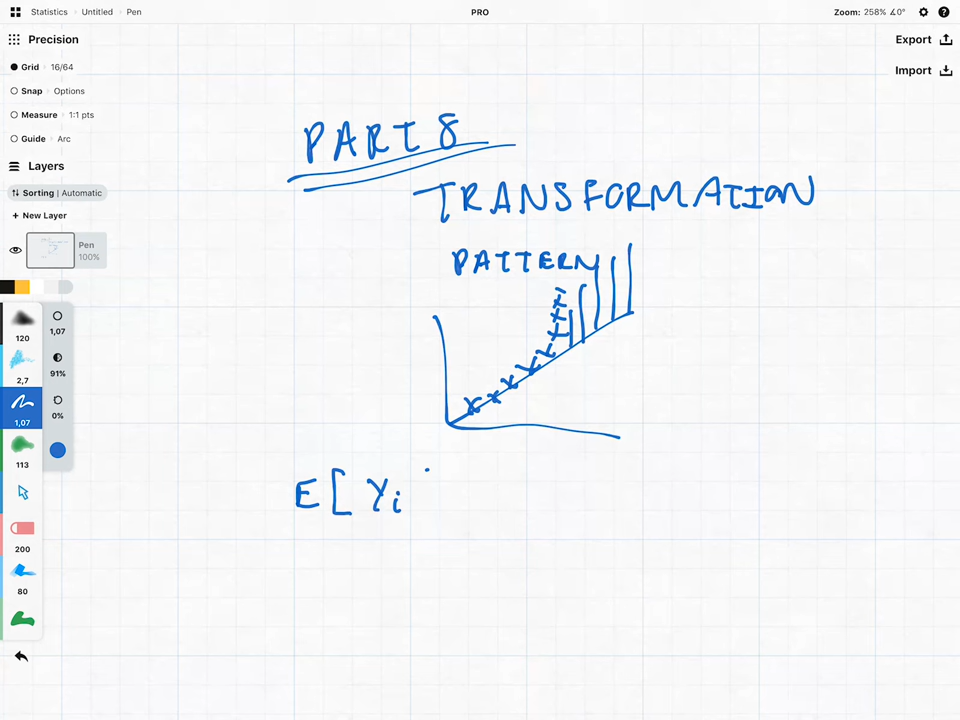 Statistics › Untitled › Pen
PRO
Zoom: 258% ∡0°
Precision
Export
Grid › 16/64
Import
Snap › Options
Measure › 1:1 pts
Guide › Arc
Layers
Sorting | Automatic
+ New Layer
Pen
100%
120
1,07
2,7
91%
1,07
0%
113
200
80
PART 8
TRANSFORMATION
PATTERN
E[ Yi